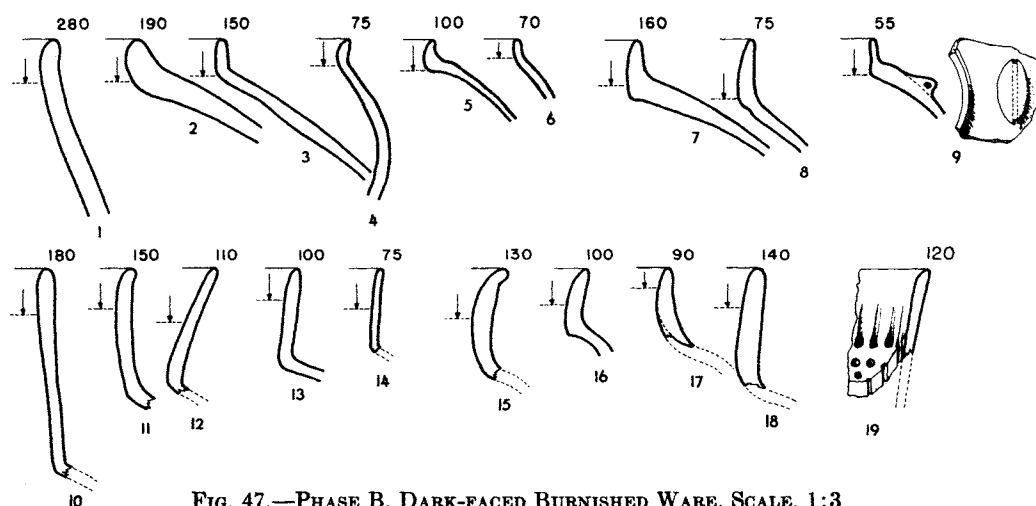 280 190 150 75 100 70 160 75 55
1 2 3 4 5 6 7 8 9
180 150 110 100 75 130 100 90 140 120
10 11 12 13 14 15 16 17 18 19
FIG. 47.—PHASE B. DARK-FACED BURNISHED WARE. SCALE, 1:3